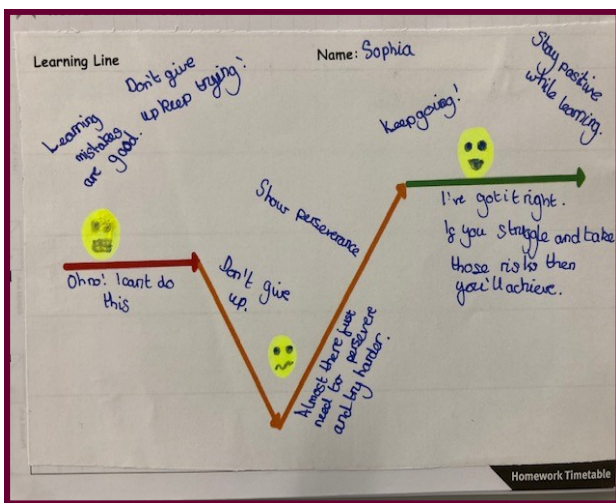 Learning Line
Name: Sophia
Learning
mistakes
are good.
Don't give
up keep trying!
Keep going!
Stay positive
while learning.
Show perseverance
Oh no! I cant do
this
Don't give
up.
Almost there just
need to persevere
and try harder.
I've got it right.
If you struggle and take
those risks then
you'll achieve.
Homework Timetable